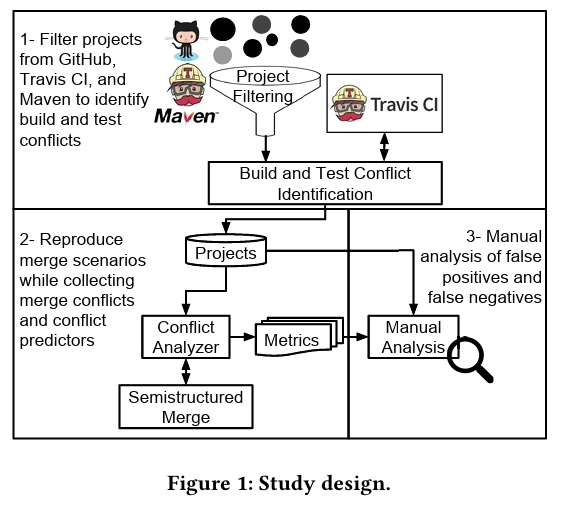 1- Filter projects
from GitHub,
Travis CI, and
Maven to identify
build and test
conflicts
Maven™
Project
Filtering
Travis CI
Build and Test Conflict
Identification
2- Reproduce
merge scenarios
while collecting
merge conflicts
and conflict
predictors
Projects
Conflict
Analyzer
Metrics
Semistructured
Merge
3- Manual
analysis of false
positives and
false negatives
Manual
Analysis
Figure 1: Study design.